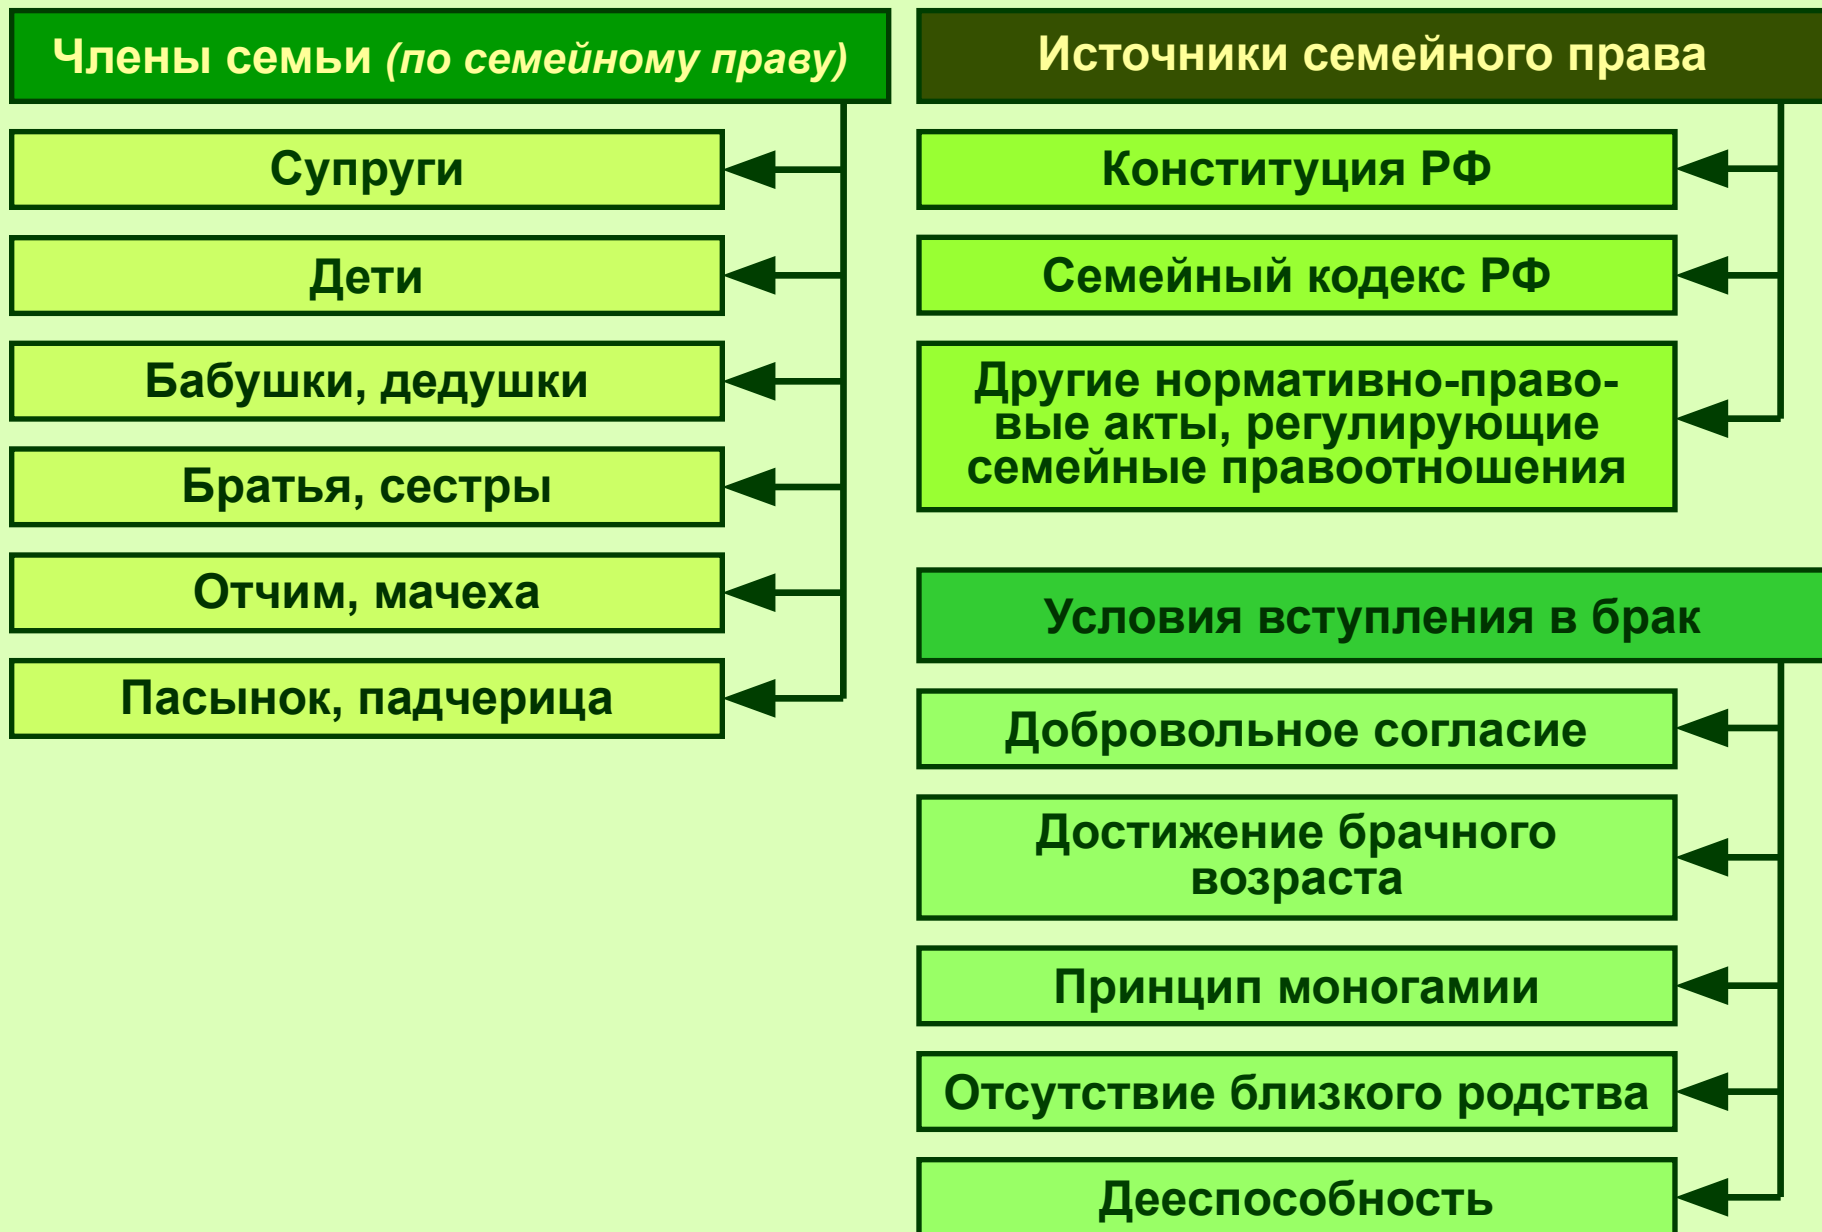 Члены семьи (по семейному праву)
Супруги
Дети
Бабушки, дедушки
Братья, сестры
Отчим, мачеха
Пасынок, падчерица
Источники семейного права
Конституция РФ
Семейный кодекс РФ
Другие нормативно-право-
вые акты, регулирующие
семейные правоотношения
Условия вступления в брак
Добровольное согласие
Достижение брачного
возраста
Принцип моногамии
Отсутствие близкого родства
Дееспособность